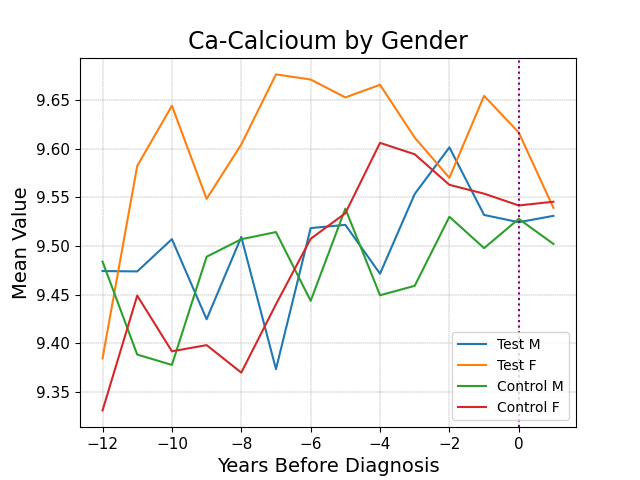 Ca-Calcioum by Gender
Mean Value
9.65
9.60
9.55
9.50
9.45
9.40
9.35
Test M
Test F
Control M
Control F
−12
−10
−8
−6
−4
−2
0
Years Before Diagnosis